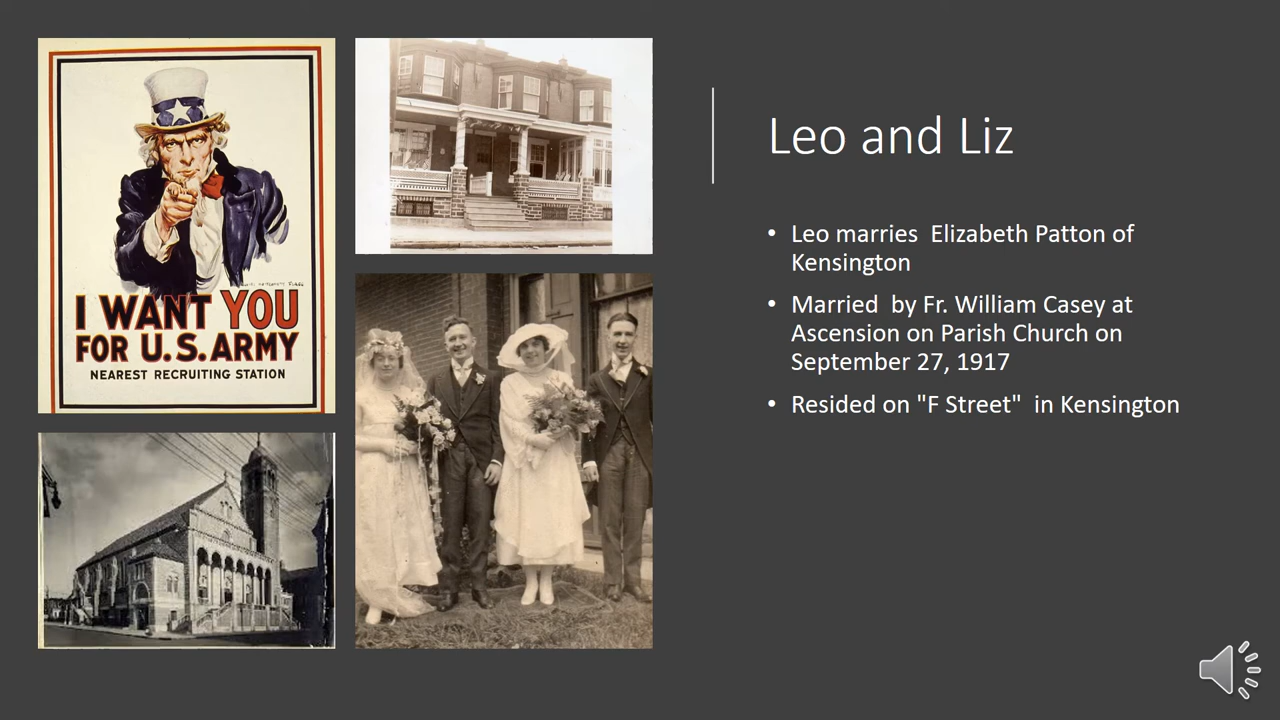 I WANT YOU
FOR U.S. ARMY
NEAREST RECRUITING STATION
Leo and Liz
• Leo marries  Elizabeth Patton of
Kensington
• Married  by Fr. William Casey at
Ascension on Parish Church on
September 27, 1917
• Resided on "F Street"  in Kensington